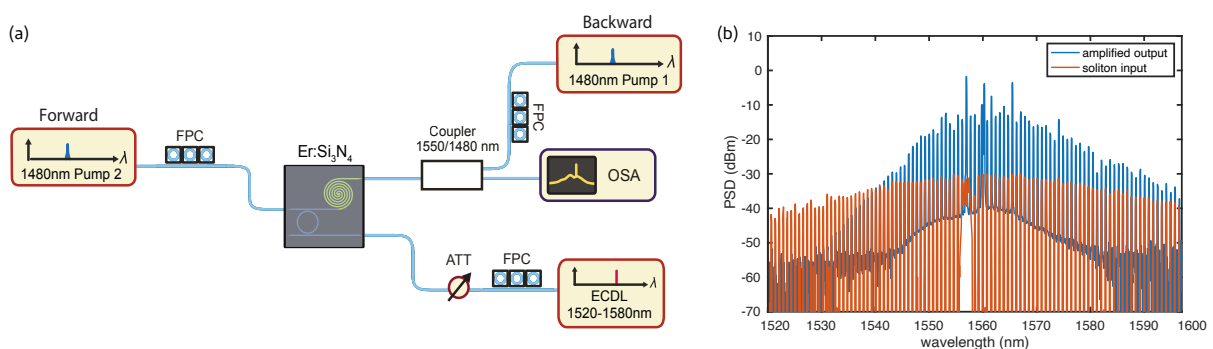 (a)
Backward
λ
1480nm Pump 1
Forward
FPC
λ
1480nm Pump 2
FPC
Er:Si₃N₄
Coupler
1550/1480 nm
OSA
ATT
FPC
λ
ECDL
1520-1580nm
(b)
amplified output
soliton input
10
0
-10
-20
-30
-40
-50
-60
-70
PSD (dBm)
1520
1530
1540
1550
1560
1570
1580
1590
1600
wavelength (nm)